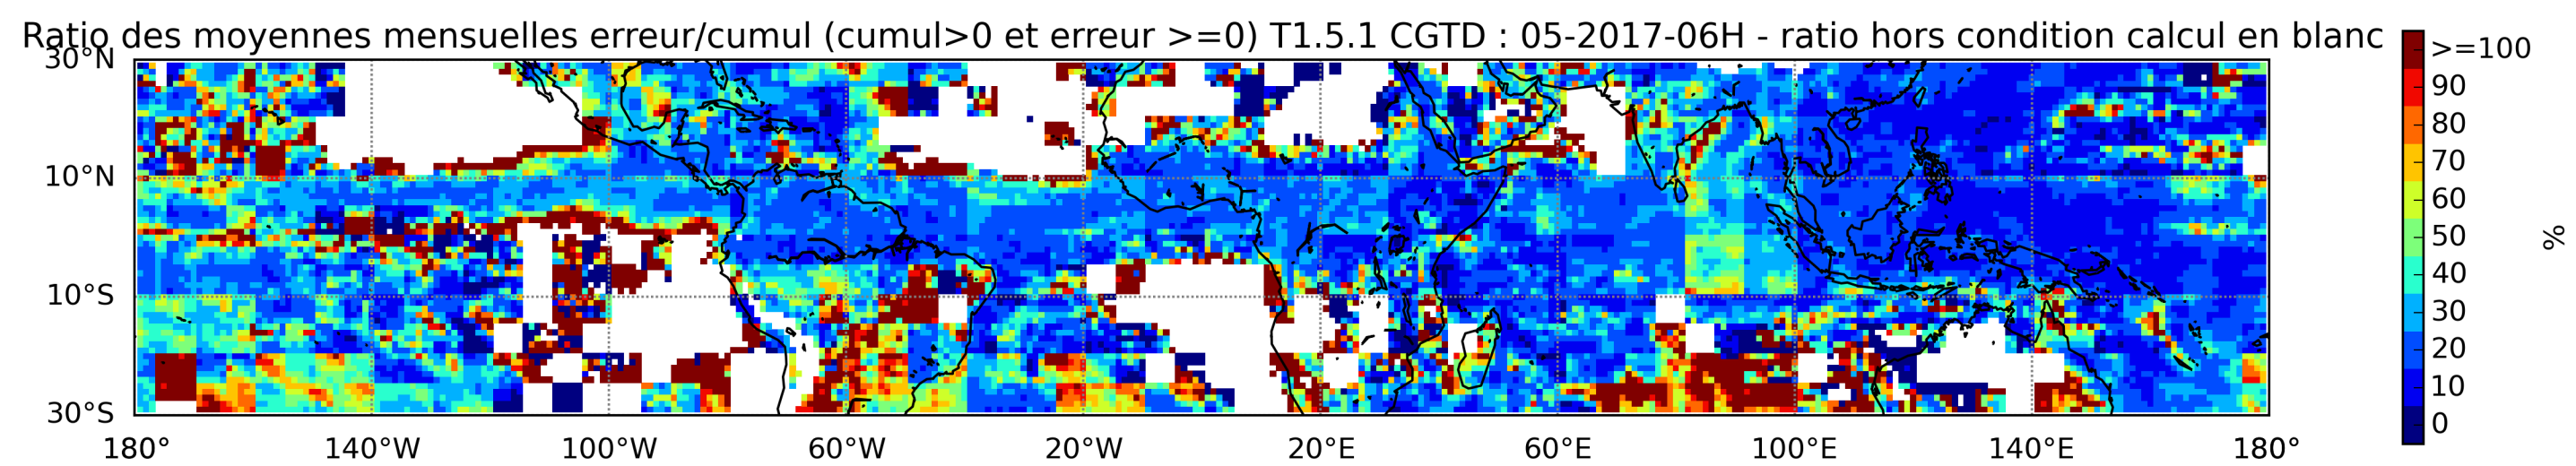 Ratio des moyennes mensuelles erreur/cumul (cumul>0 et erreur >=0) T1.5.1 CGTD : 05-2017-06H - ratio hors condition calcul en blanc
30°N
10°N
10°S
30°S
180°
140°W
100°W
60°W
20°W
20°E
60°E
100°E
140°E
180°
>=100
90
80
70
60
50
40
30
20
10
0
%